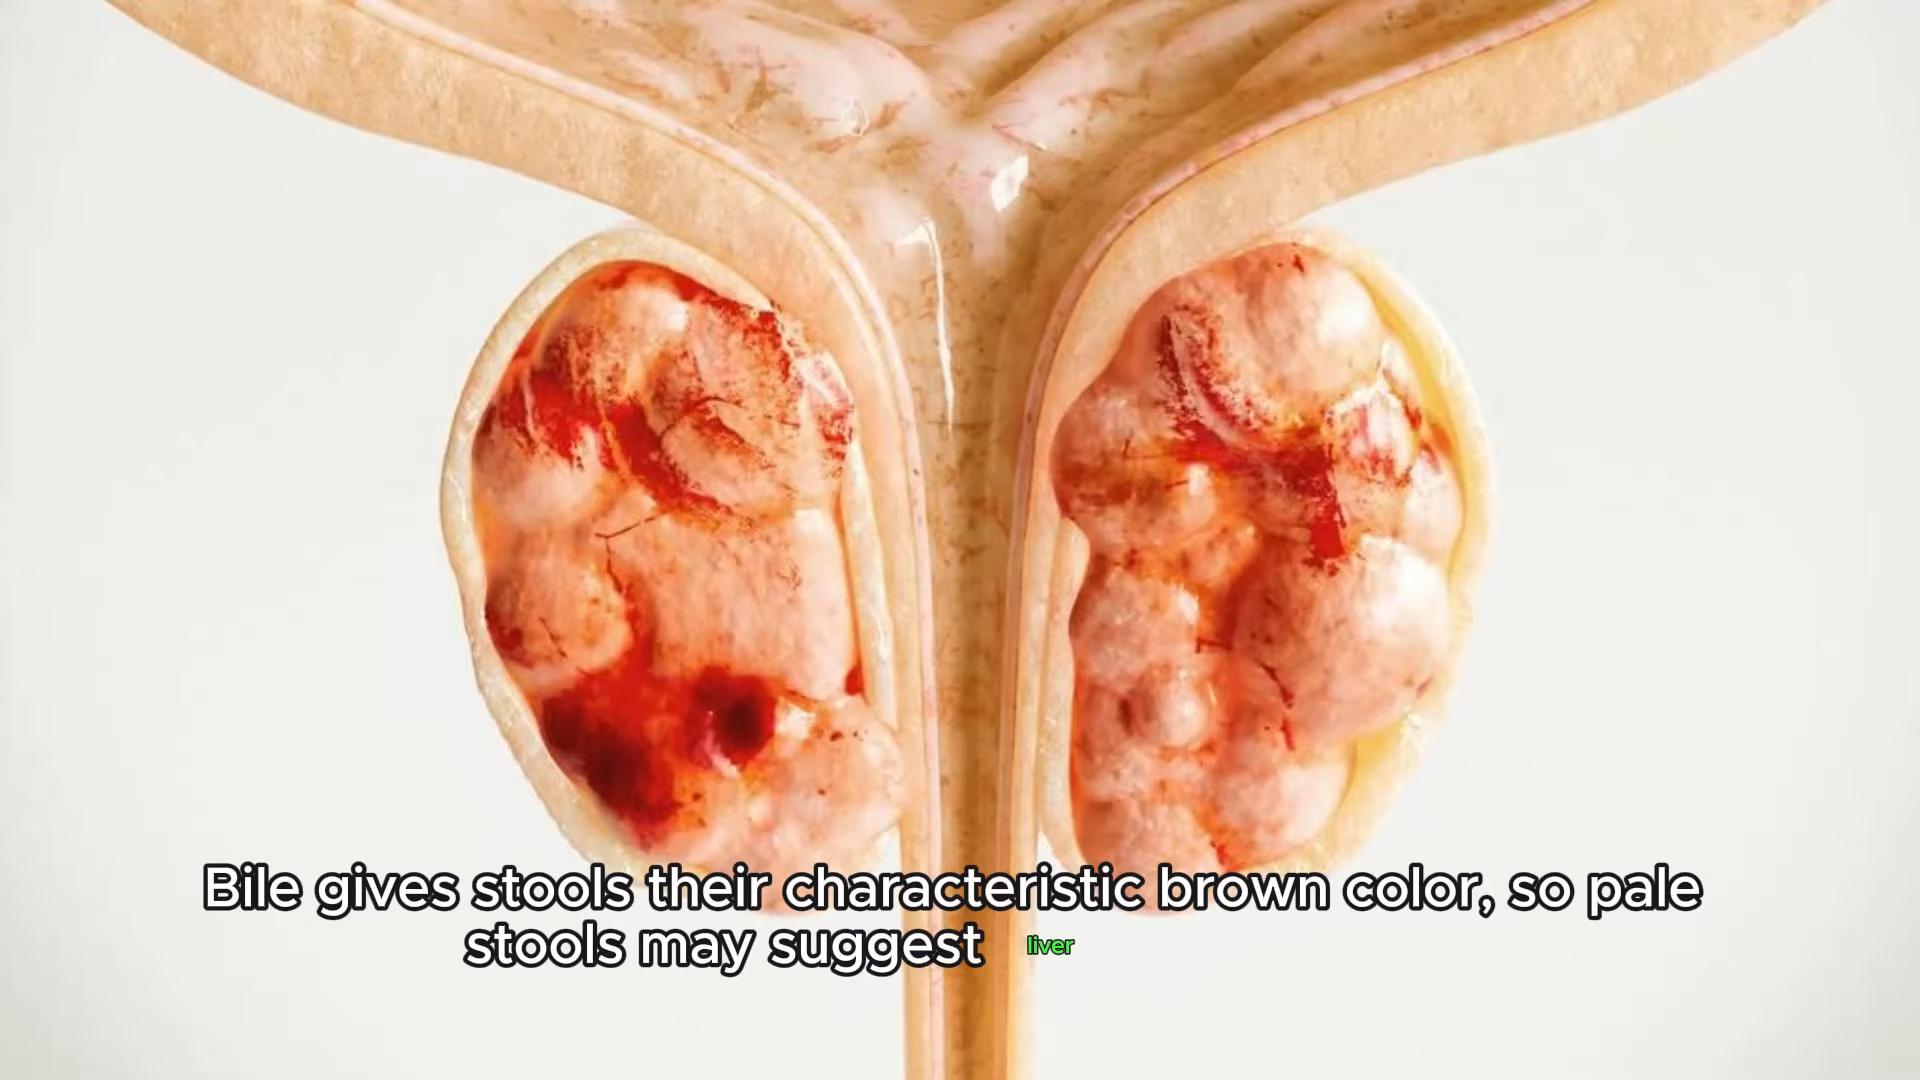 Bile gives stools their characteristic brown color, so pale
stools may suggest liver